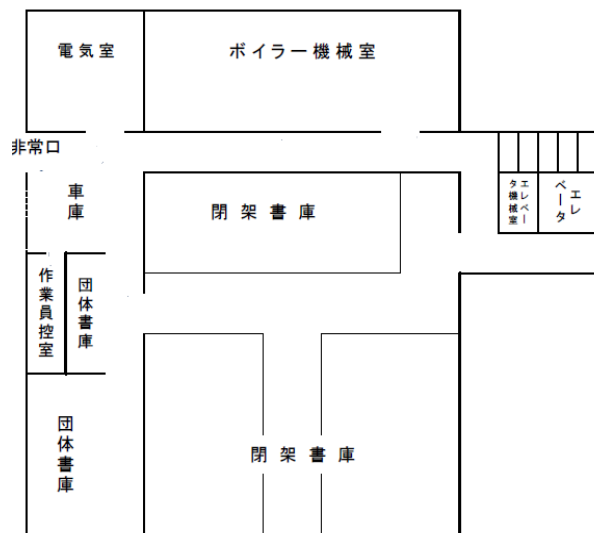 電気室
ボイラー機械室
非常口
車庫
閉架書庫
エレベー
タ機械室
エレ
ベータ
作業員控室
団体書庫
団体書庫
閉架書庫